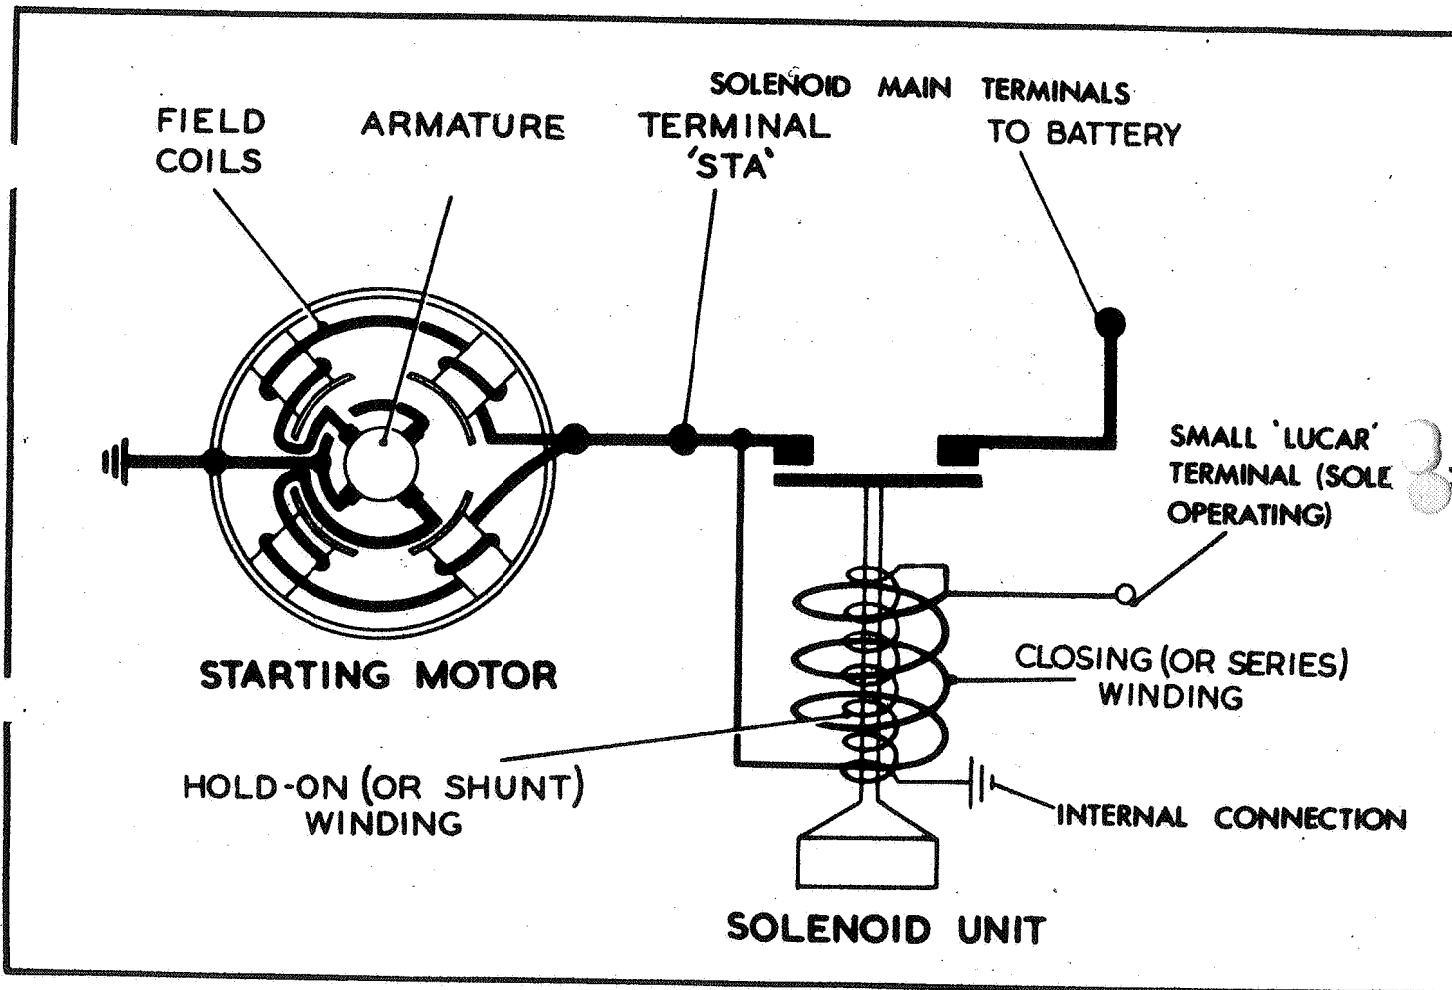 SOLENOID MAIN TERMINALS
FIELD
COILS
ARMATURE
TERMINAL
'STA'
TO BATTERY
SMALL 'LUCAR'
TERMINAL (SOLE
OPERATING)
STARTING MOTOR
CLOSING (OR SERIES)
WINDING
HOLD-ON (OR SHUNT)
WINDING
INTERNAL CONNECTION
SOLENOID UNIT